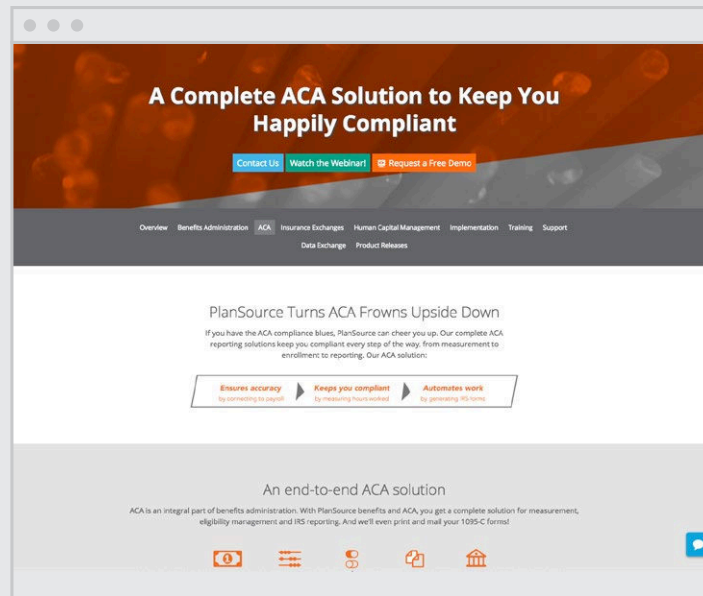 A Complete ACA Solution to Keep You
Happily Compliant
Contact Us
Watch the Webinar!
Request a Free Demo
Overview Benefits Administration ACA Insurance Exchanges Human Capital Management Implementation Training Support
Data Exchange Product Releases
PlanSource Turns ACA Frowns Upside Down
If you have the ACA compliance blues, PlanSource can cheer you up. Our complete ACA
reporting solutions keep you compliant every step of the way, from measurement to
enrollment to reporting. Our ACA solution:
Ensures accuracy
by connecting to payroll
Keeps you compliant
by measuring hours worked
Automates work
by generating IRS forms
An end-to-end ACA solution
ACA is an integral part of benefits administration. With PlanSource benefits and ACA, you get a complete solution for measurement,
eligibility management and IRS reporting. And we'll even print and mail your 1095-C forms!